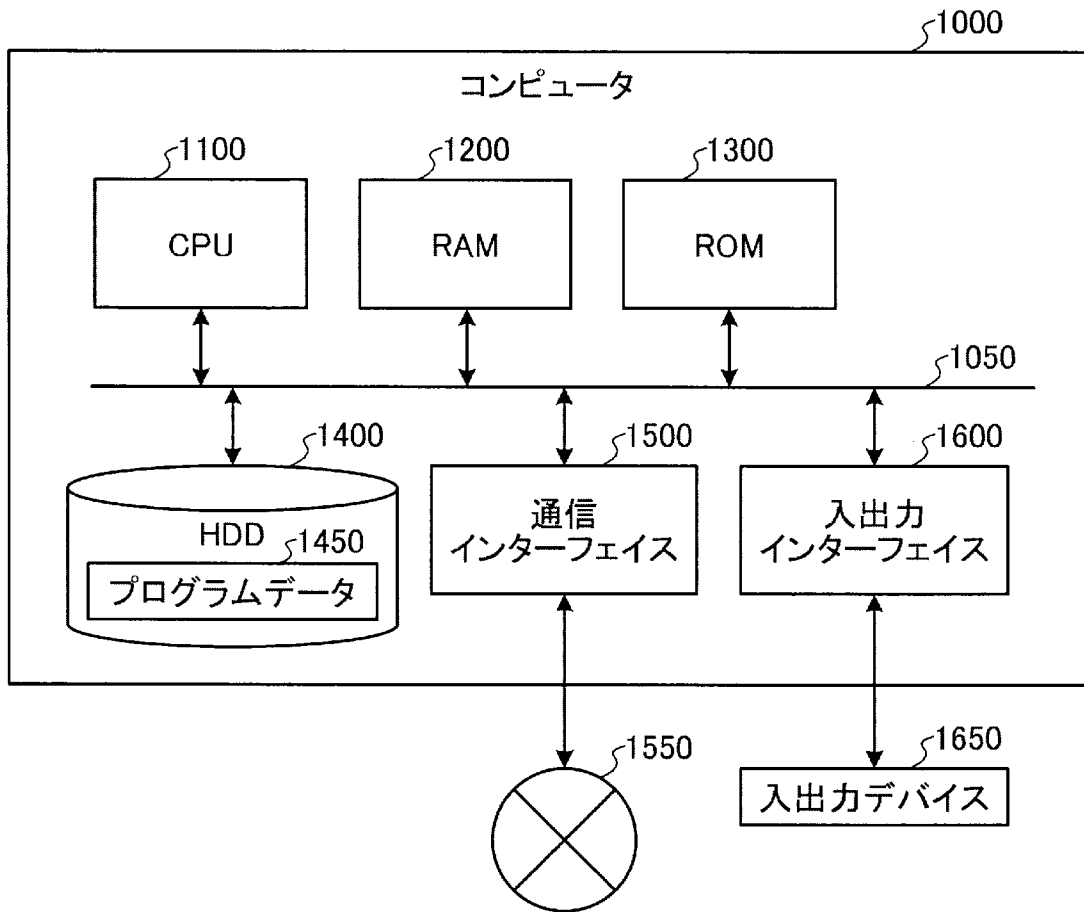 1000
コンピュータ
1100
1200
1300
CPU
RAM
ROM
1050
1400
1500
1600
HDD
1450
プログラムデータ
通信
インターフェイス
入出力
インターフェイス
1550
1650
入出力デバイス